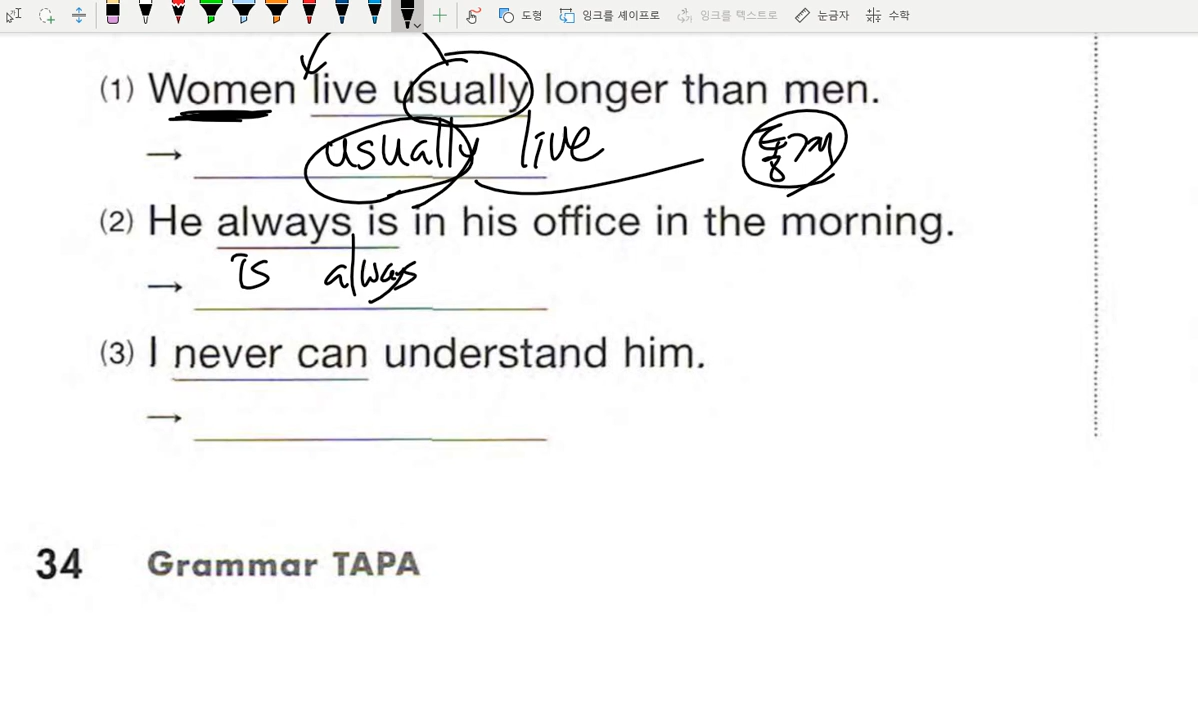 도형 잉크를 셰이프로 잉크를 텍스트로 눈금자 수학
(1) Women live usually longer than men.
→ usually live
(2) He always is in his office in the morning.
→ is always
(3) I never can understand him.
→
34 Grammar TAPA